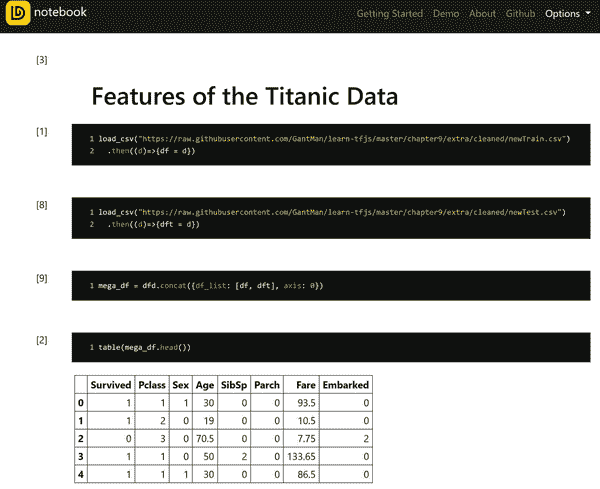 notebook Getting Started Demo About Github Options
[3]
Features of the Titanic Data
[1]
1 load_csv("https://raw.githubusercontent.com/GantMan/learn-tfjs/master/chapter9/extra/cleaned/newTrain.csv")
2 .then((d)=>{df = d})
[8]
1 load_csv("https://raw.githubusercontent.com/GantMan/learn-tfjs/master/chapter9/extra/cleaned/newTest.csv")
2 .then((d)=>{dft = d})
[9]
1 mega_df = dfd.concat({df_list: [df, dft], axis: 0})
[2]
1 table(mega_df.head())
Survived Pclass Sex Age SibSp Parch Fare Embarked
0 1 1 1 30 0 0 93.5 0
1 1 2 0 19 0 0 10.5 0
2 0 3 0 70.5 0 0 7.75 2
3 1 1 0 50 2 0 133.65 0
4 1 1 1 30 0 0 86.5 0